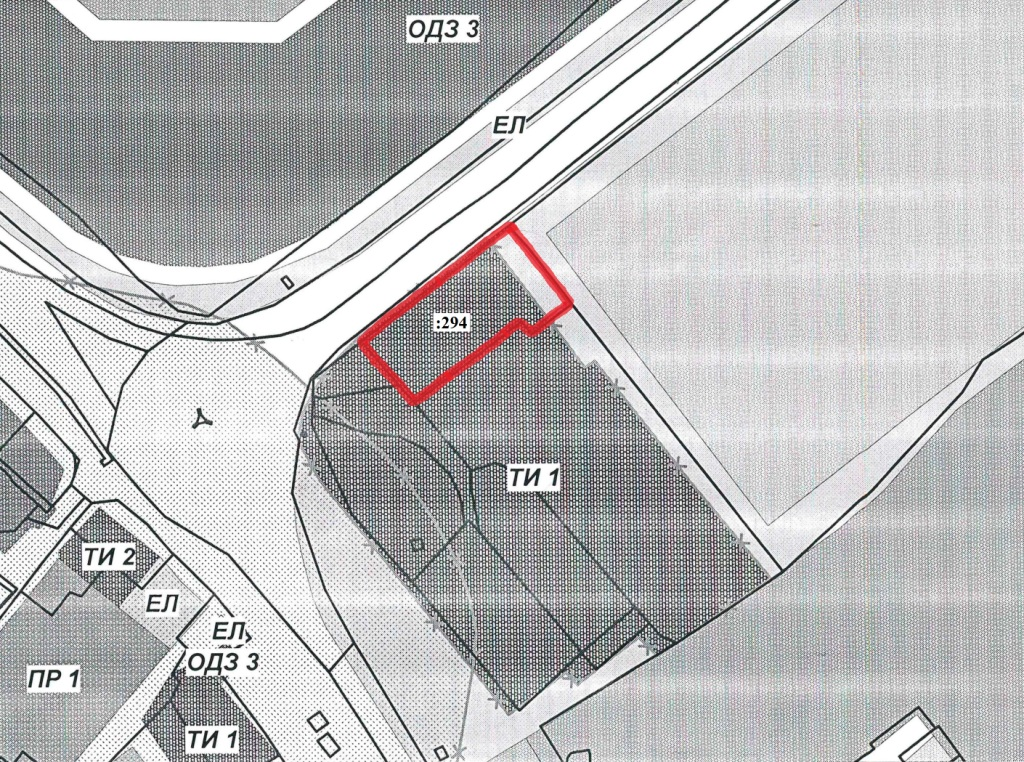 ОДЗ 3
ЕЛ
:294
ТИ 1
ТИ 2
ЕЛ
ЕЛ
ОДЗ 3
ПР 1
ТИ 1